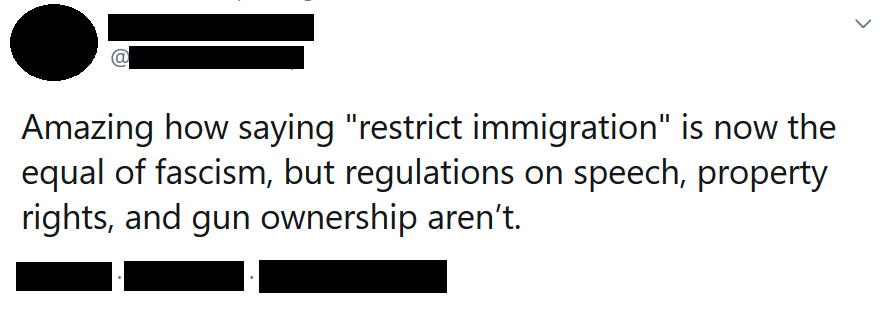 @
Amazing how saying "restrict immigration" is now the
equal of fascism, but regulations on speech, property
rights, and gun ownership aren’t.
· ·